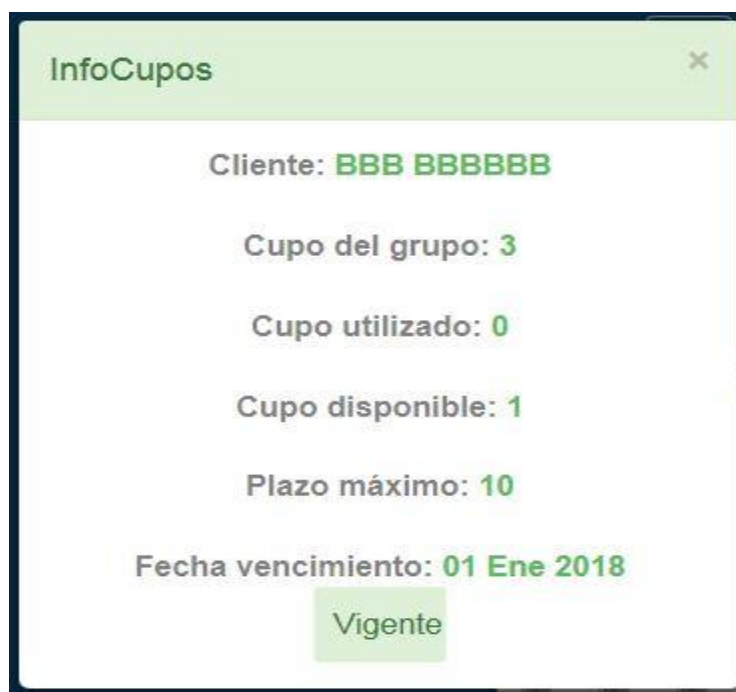 InfoCupos ×
Cliente: BBB BBBBBB
Cupo del grupo: 3
Cupo utilizado: 0
Cupo disponible: 1
Plazo máximo: 10
Fecha vencimiento: 01 Ene 2018
Vigente